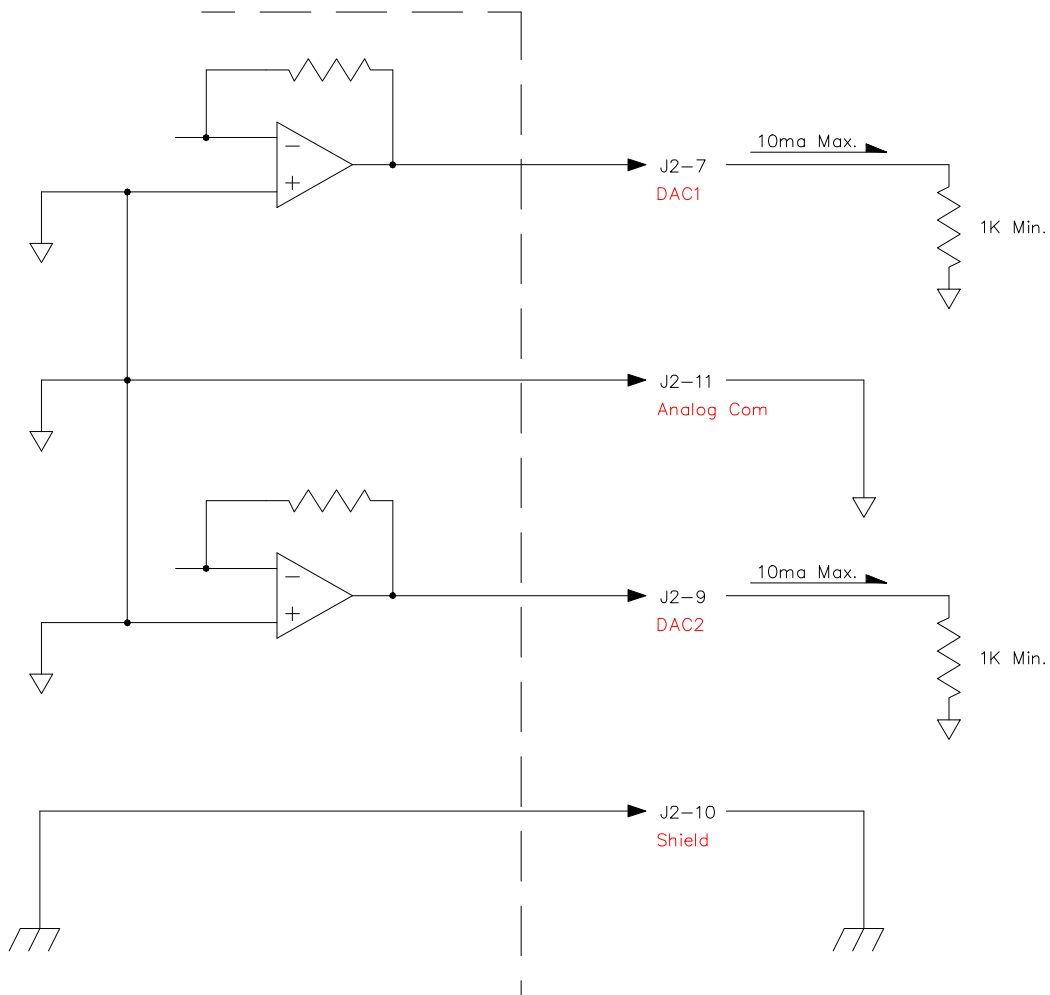 10ma Max.
J2-7
DAC1
1K Min.
J2-11
Analog Com
10ma Max.
J2-9
DAC2
1K Min.
J2-10
Shield